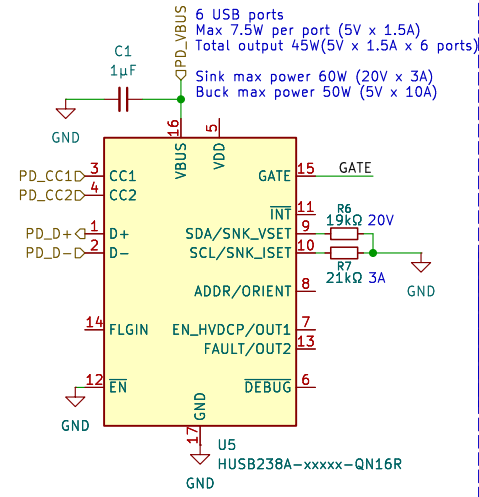 PD_VBUS
6 USB ports
Max 7.5W per port (5V x 1.5A)
Total output 45W(5V x 1.5A x 6 ports)
Sink max power 60W (20V x 3A)
Buck max power 50W (5V x 10A)
C1
1µF
GND
16
5
VBUS
VDD
PD_CC1 3 CC1
PD_CC2 4 CC2
GATE 15 GATE
INT 11
PD_D+ 1 D+
PD_D- 2 D-
SDA/SNK_VSET 9
R6
19kΩ 20V
SCL/SNK_ISET 10
R7
21kΩ 3A
GND
ADDR/ORIENT 8
14 FLGIN
EN_HVDCP/OUT1 7
FAULT/OUT2 13
12 EN
DEBUG 6
GND
GND
17
U5
HUSB238A-xxxxx-QN16R
GND